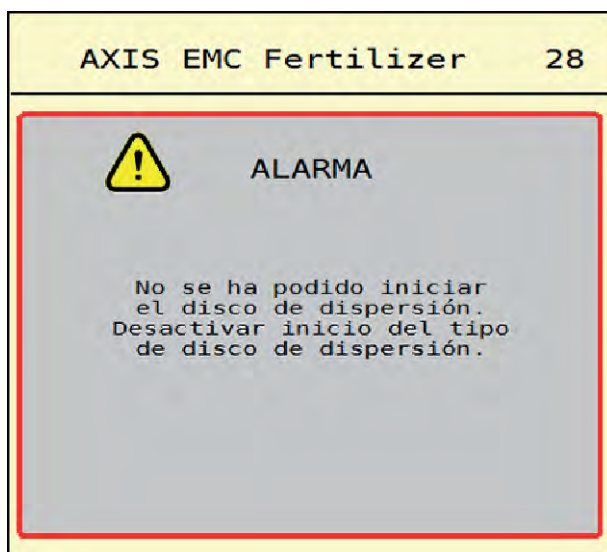 AXIS EMC Fertilizer 28
ALARMA
No se ha podido iniciar
el disco de dispersión.
Desactivar inicio del tipo
de disco de dispersión.